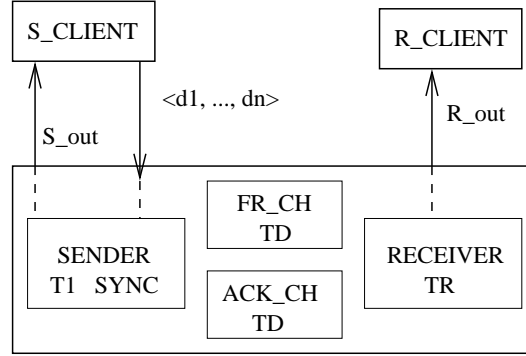 S_CLIENT
R_CLIENT
<d1, ..., dn>
S_out
R_out
FR_CH
TD
SENDER
T1 SYNC
RECEIVER
TR
ACK_CH
TD